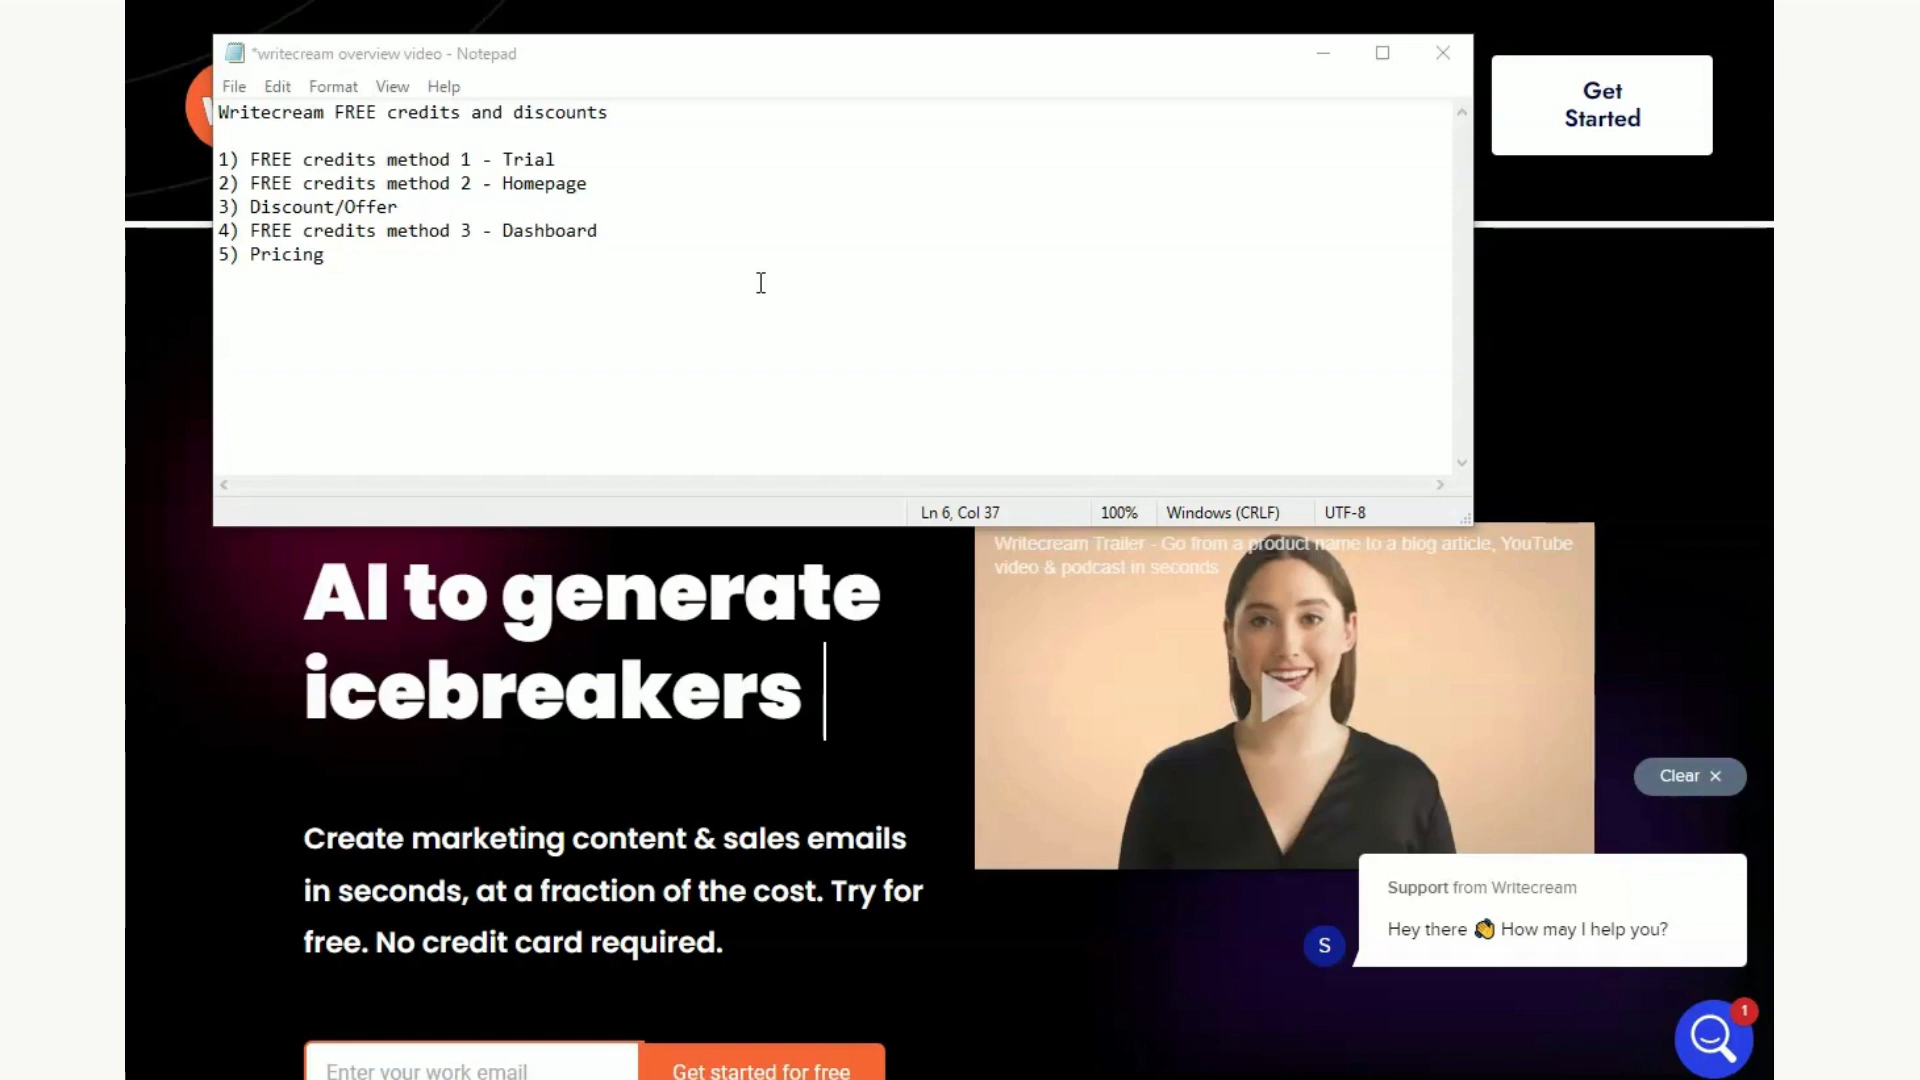 *writecream overview video - Notepad
File Edit Format View Help
Writecream FREE credits and discounts
1) FREE credits method 1 - Trial
2) FREE credits method 2 - Homepage
3) Discount/Offer
4) FREE credits method 3 - Dashboard
5) Pricing
Ln 6, Col 37 100% Windows (CRLF) UTF-8
Get
Started
AI to generate
icebreakers
Create marketing content & sales emails
in seconds, at a fraction of the cost. Try for
free. No credit card required.
Enter your work email
Get started for free
Writecream Trailer - Go from a product name to a blog article, YouTube
video & podcast in seconds
Clear ×
Support from Writecream
Hey there 👋 How may I help you?
S
1